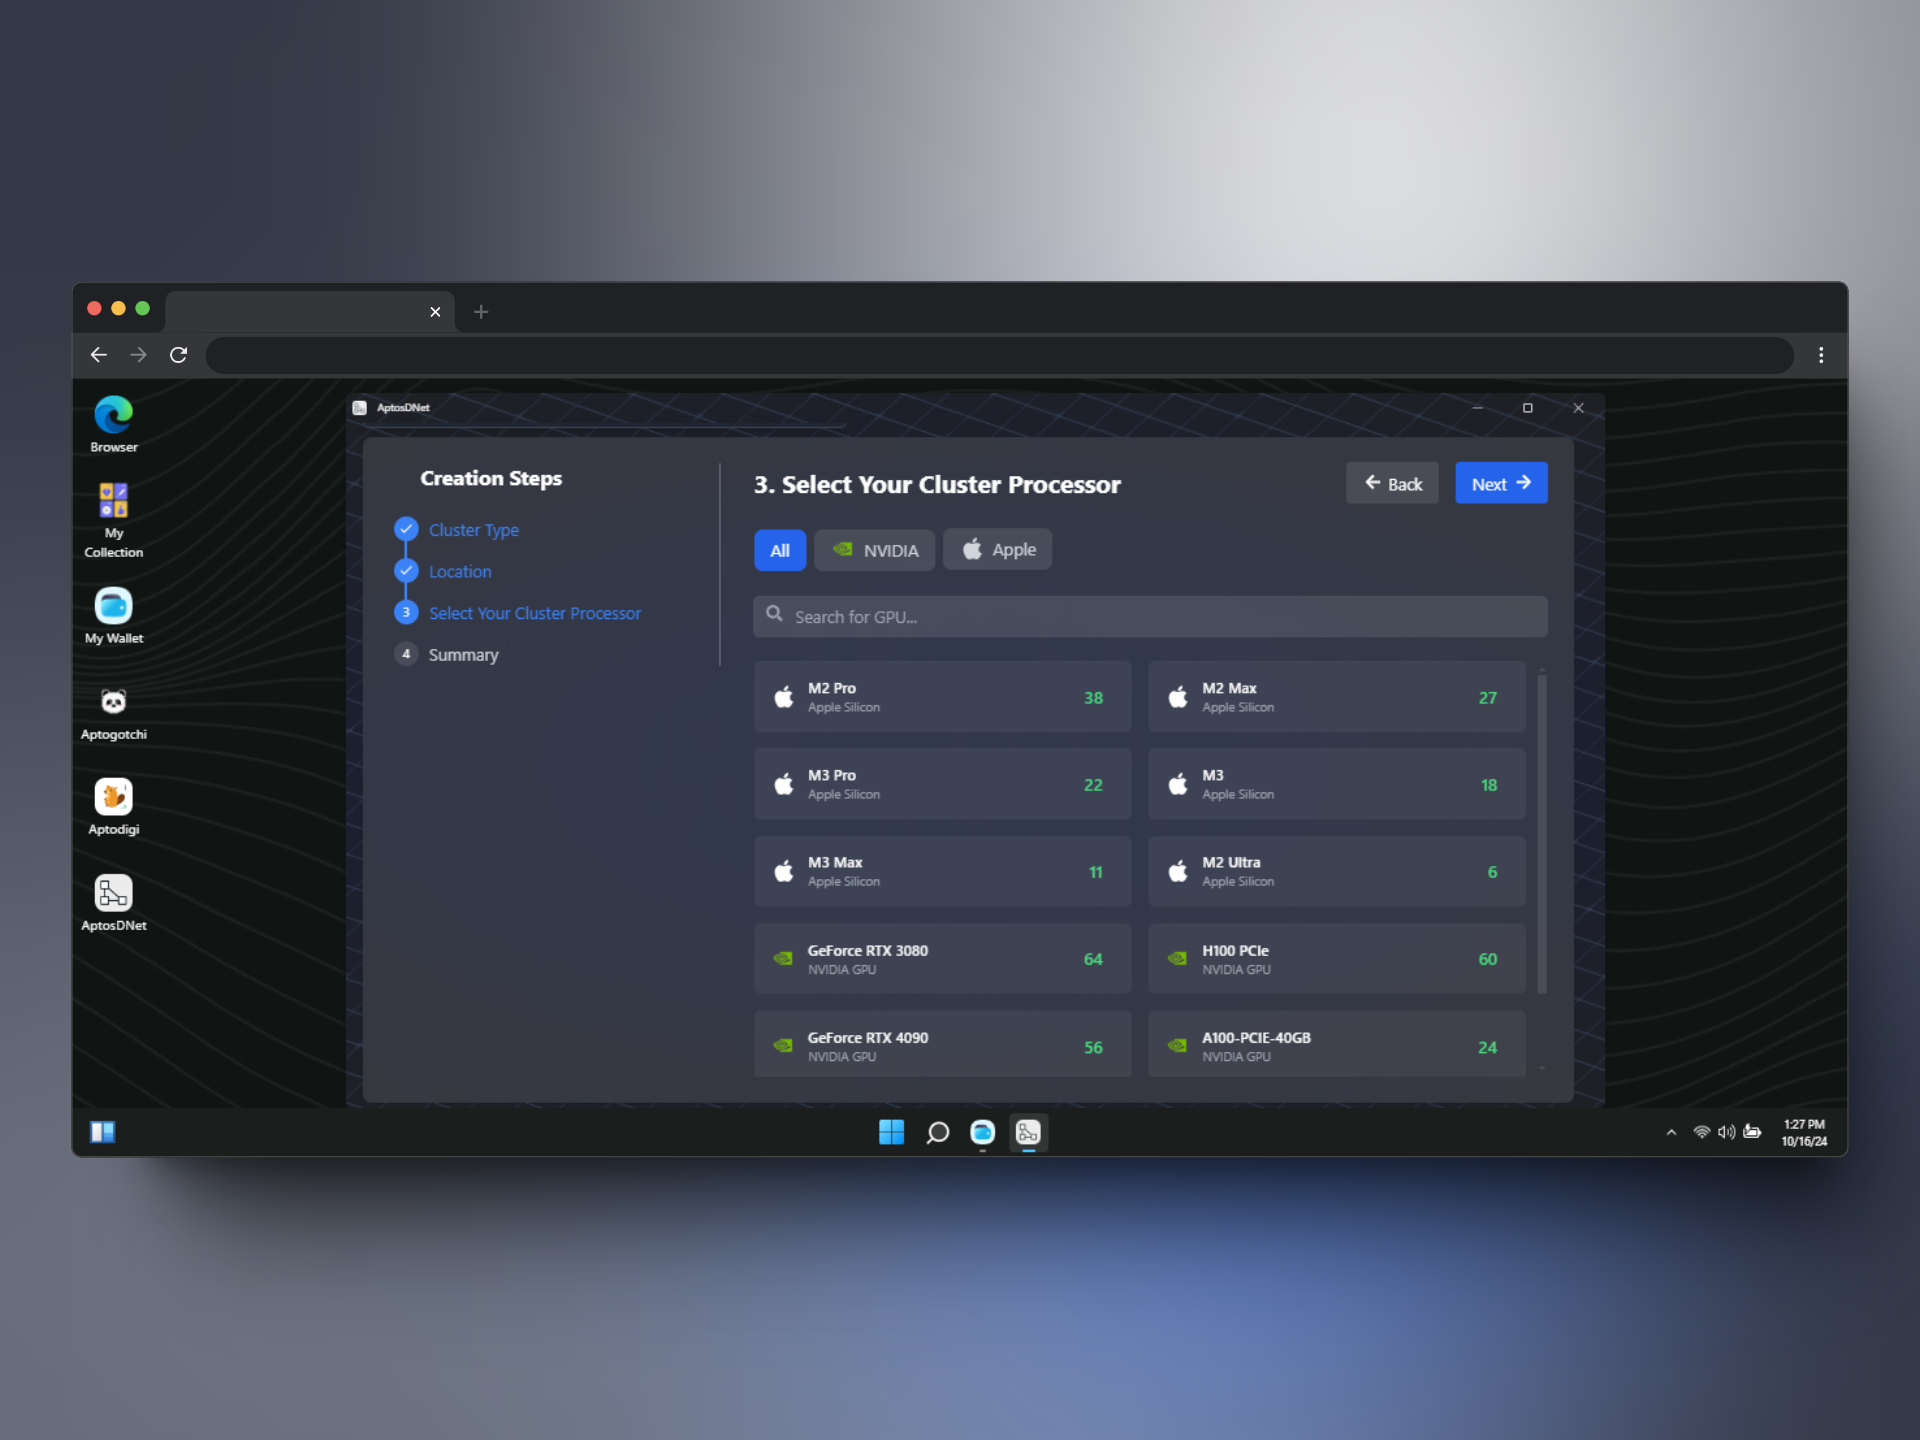 Browser
My
Collection
My Wallet
Aptogotchi
Aptodigi
AptosDNet
AptosDNet
Creation Steps
Cluster Type
Location
3 Select Your Cluster Processor
4 Summary
3. Select Your Cluster Processor
Back
Next
All
NVIDIA
Apple
Search for GPU...
M2 Pro
Apple Silicon
38
M2 Max
Apple Silicon
27
M3 Pro
Apple Silicon
22
M3
Apple Silicon
18
M3 Max
Apple Silicon
11
M2 Ultra
Apple Silicon
6
GeForce RTX 3080
NVIDIA GPU
64
H100 PCIe
NVIDIA GPU
60
GeForce RTX 4090
NVIDIA GPU
56
A100-PCIE-40GB
NVIDIA GPU
24
1:27 PM
10/16/24